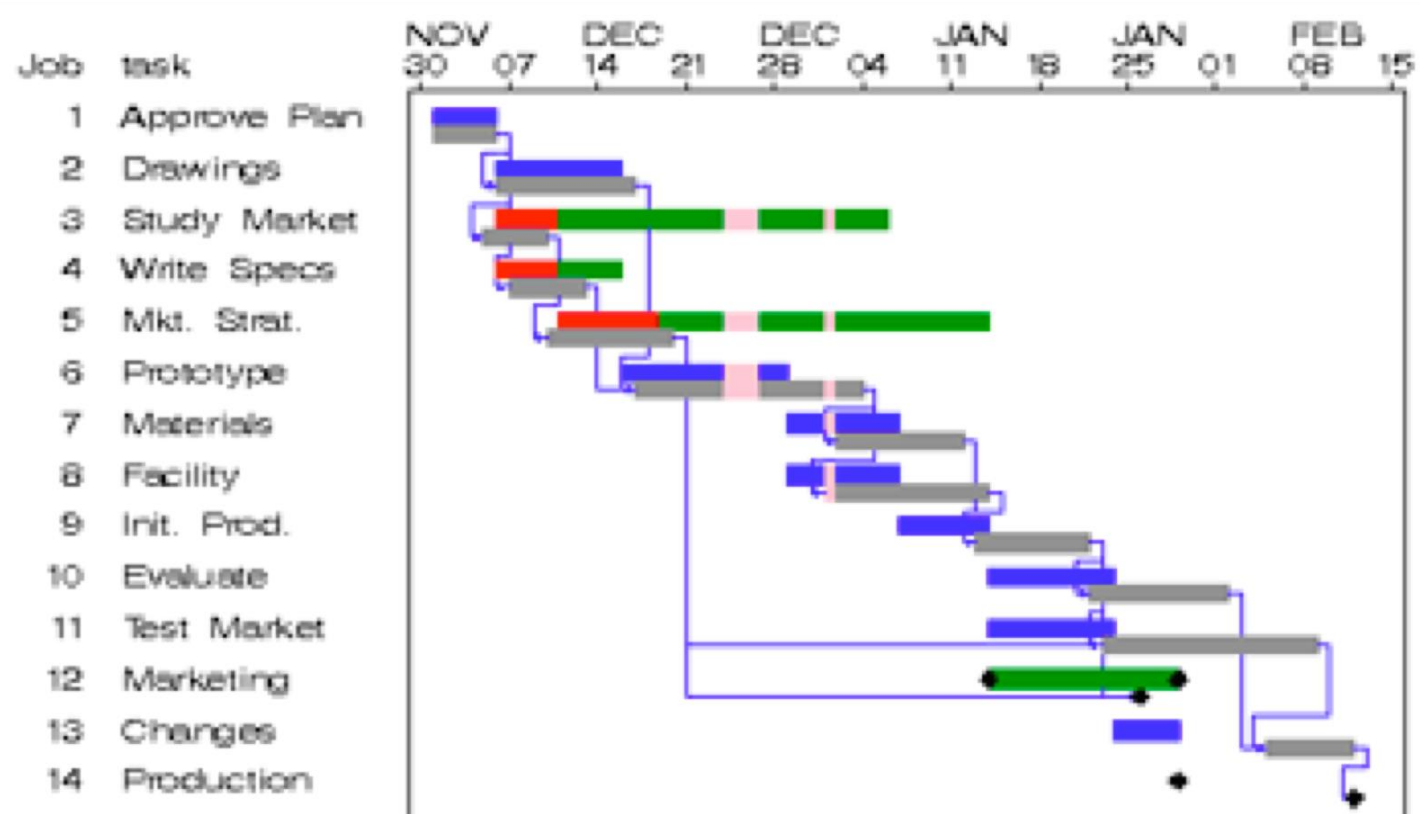 NOV DEC DEC JAN JAN FEB
Job task 30 07 14 21 28 04 11 18 25 01 08 15
1 Approve Plan
2 Drawings
3 Study Market
4 Write Specs
5 Mkt. Strat.
6 Prototype
7 Materials
8 Facility
9 Init. Prod.
10 Evaluate
11 Test Market
12 Marketing
13 Changes
14 Production